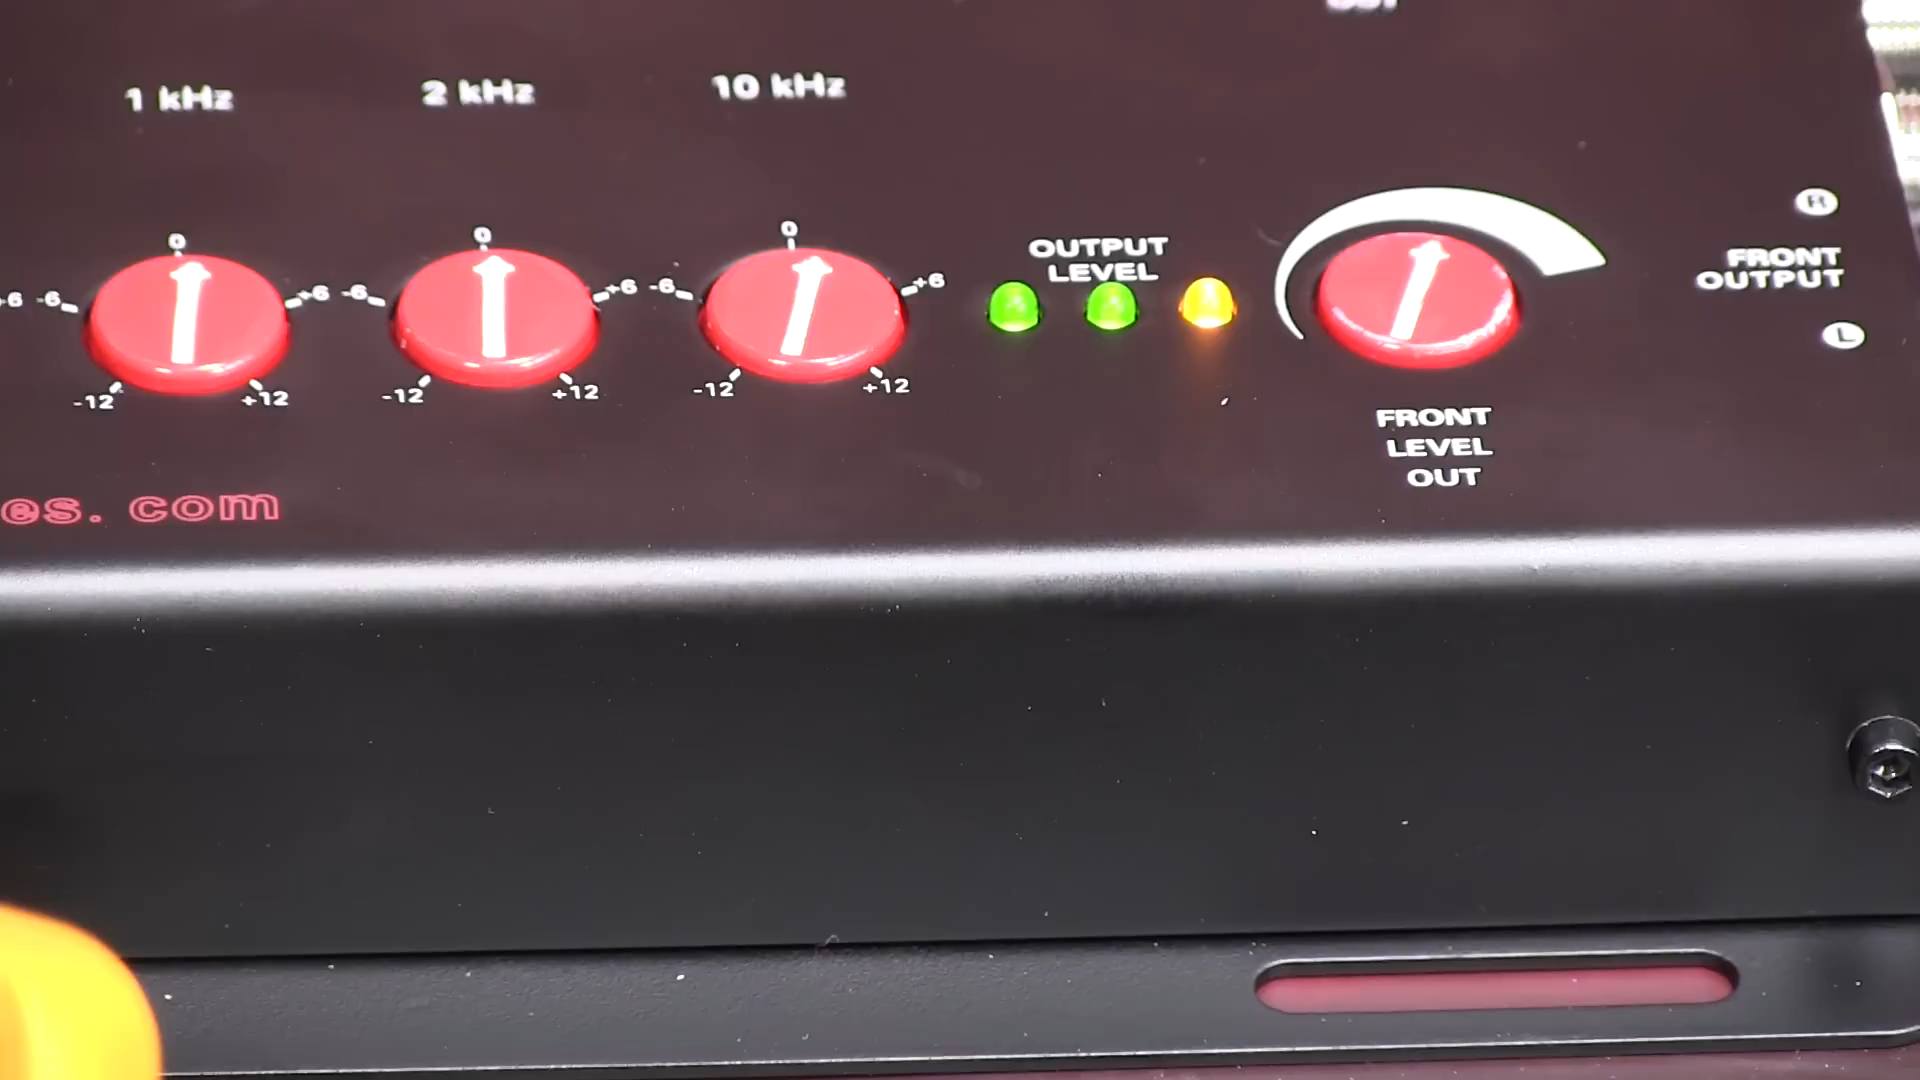 1 kHz
2 kHz
10 kHz
0
-6
+6
-12
+12
0
-6
+6
-12
+12
0
-6
+6
-12
+12
OUTPUT
LEVEL
FRONT
LEVEL
OUT
R
FRONT
OUTPUT
L
es. com